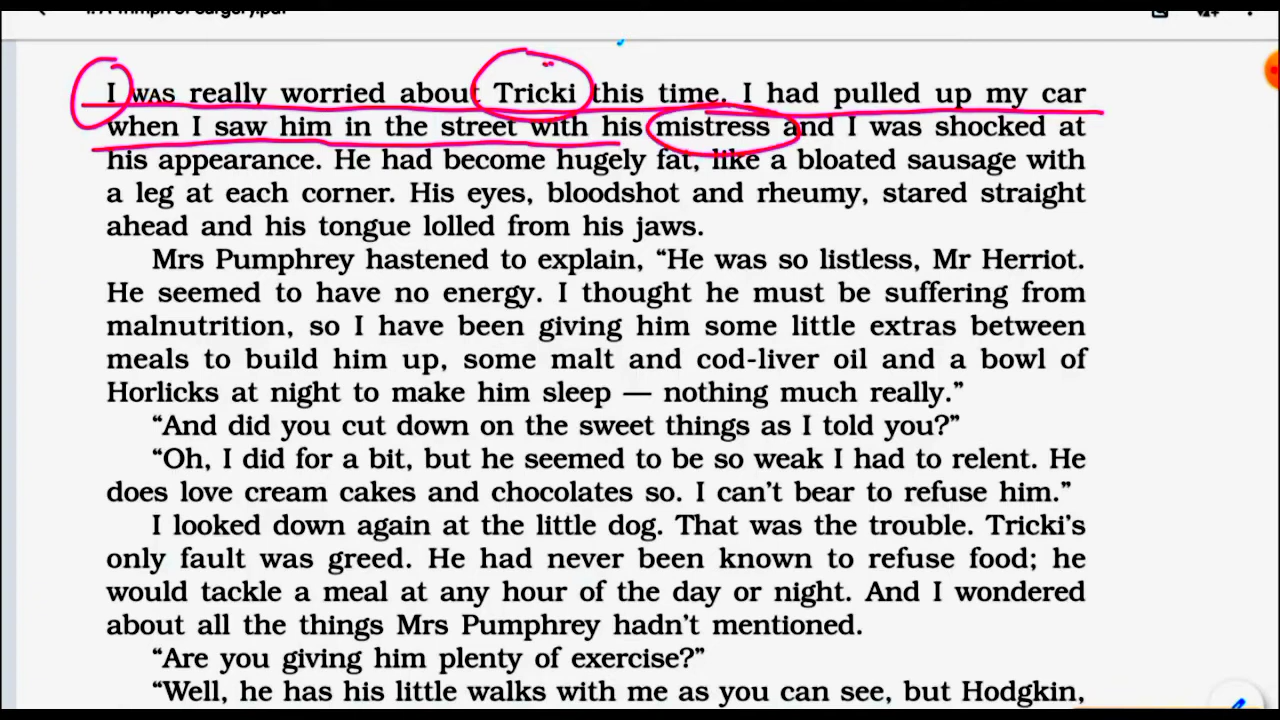 I was really worried about Tricki this time. I had pulled up my car
when I saw him in the street with his mistress and I was shocked at
his appearance. He had become hugely fat, like a bloated sausage with
a leg at each corner. His eyes, bloodshot and rheumy, stared straight
ahead and his tongue lolled from his jaws.
Mrs Pumphrey hastened to explain, “He was so listless, Mr Herriot.
He seemed to have no energy. I thought he must be suffering from
malnutrition, so I have been giving him some little extras between
meals to build him up, some malt and cod-liver oil and a bowl of
Horlicks at night to make him sleep — nothing much really.”
“And did you cut down on the sweet things as I told you?”
“Oh, I did for a bit, but he seemed to be so weak I had to relent. He
does love cream cakes and chocolates so. I can’t bear to refuse him.”
I looked down again at the little dog. That was the trouble. Tricki’s
only fault was greed. He had never been known to refuse food; he
would tackle a meal at any hour of the day or night. And I wondered
about all the things Mrs Pumphrey hadn’t mentioned.
“Are you giving him plenty of exercise?”
“Well, he has his little walks with me as you can see, but Hodgkin,